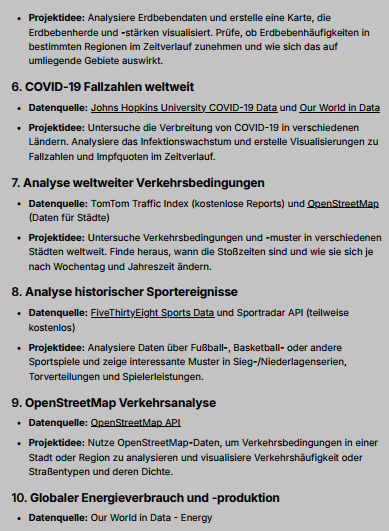 • Projektidee: Analysiere Erdbebendaten und erstelle eine Karte, die
Erdbebenherde und -stärken visualisiert. Prüfe, ob Erdbebenhäufigkeiten in
bestimmten Regionen im Zeitverlauf zunehmen und wie sich das auf
umliegende Gebiete auswirkt.
6. COVID-19 Fallzahlen weltweit
• Datenquelle: Johns Hopkins University COVID-19 Data und Our World in Data
• Projektidee: Untersuche die Verbreitung von COVID-19 in verschiedenen
Ländern. Analysiere das Infektionswachstum und erstelle Visualisierungen zu
Fallzahlen und Impfquoten im Zeitverlauf.
7. Analyse weltweiter Verkehrsbedingungen
• Datenquelle: TomTom Traffic Index (kostenlose Reports) und OpenStreetMap
(Daten für Städte)
• Projektidee: Untersuche Verkehrsbedingungen und -muster in verschiedenen
Städten weltweit. Finde heraus, wann die Stoßzeiten sind und wie sie sich je
nach Wochentag und Jahreszeit ändern.
8. Analyse historischer Sportereignisse
• Datenquelle: FiveThirtyEight Sports Data und Sportradar API (teilweise
kostenlos)
• Projektidee: Analysiere Daten über Fußball-, Basketball- oder andere
Sportspiele und zeige interessante Muster in Sieg-/Niederlagenserien,
Torverteilungen und Spielerleistungen.
9. OpenStreetMap Verkehrsanalyse
• Datenquelle: OpenStreetMap API
• Projektidee: Nutze OpenStreetMap-Daten, um Verkehrsbedingungen in einer
Stadt oder Region zu analysieren und visualisiere Verkehrshäufigkeit oder
Straßentypen und deren Dichte.
10. Globaler Energieverbrauch und -produktion
• Datenquelle: Our World in Data - Energy